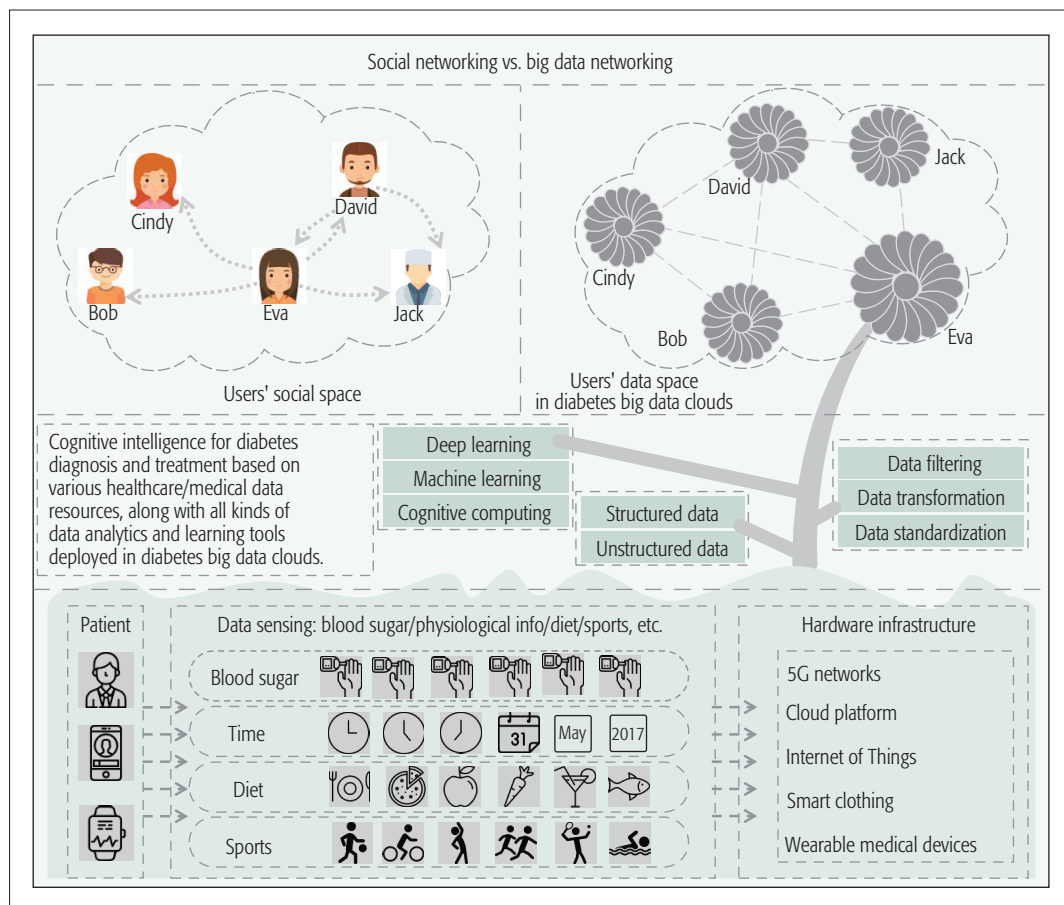 Social networking vs. big data networking
Cindy
David
Bob
Eva
Jack
Users' social space
David
Jack
Cindy
Bob
Eva
Users' data space
in diabetes big data clouds
Cognitive intelligence for diabetes
diagnosis and treatment based on
various healthcare/medical data
resources, along with all kinds of
data analytics and learning tools
deployed in diabetes big data clouds.
Deep learning
Machine learning
Cognitive computing
Structured data
Unstructured data
Data filtering
Data transformation
Data standardization
Patient
Data sensing: blood sugar/physiological info/diet/sports, etc.
Blood sugar
Time
31
May
2017
Diet
Sports
Hardware infrastructure
5G networks
Cloud platform
Internet of Things
Smart clothing
Wearable medical devices